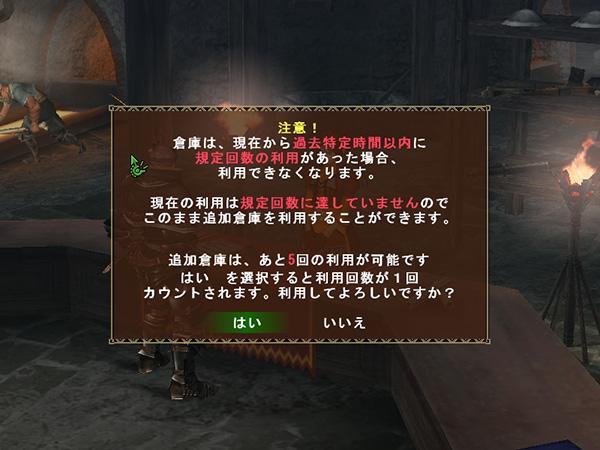 注意！
倉庫は、現在から過去特定時間以内に
規定回数の利用があった場合、
利用できなくなります。
現在の利用は規定回数に達していませんので
このまま追加倉庫を利用することができます。
追加倉庫は、あと5回の利用が可能です
はい　を選択すると利用回数が１回
カウントされます。利用してよろしいですか？
はい　いいえ